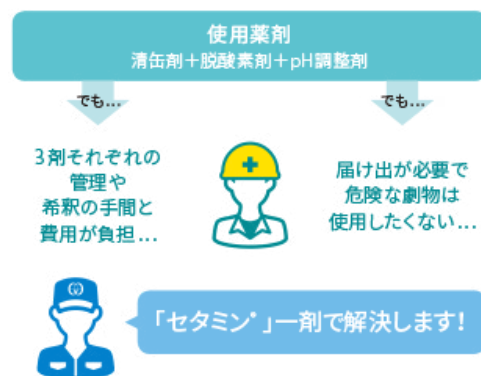 使用薬剤
清缶剤＋脱酸素剤＋pH調整剤
でも…
でも…
3剤それぞれの
管理や
希釈の手間と
費用が負担…
届け出が必要で
危険な劇物は
使用したくない…
「セタミン*」一剤で解決します！